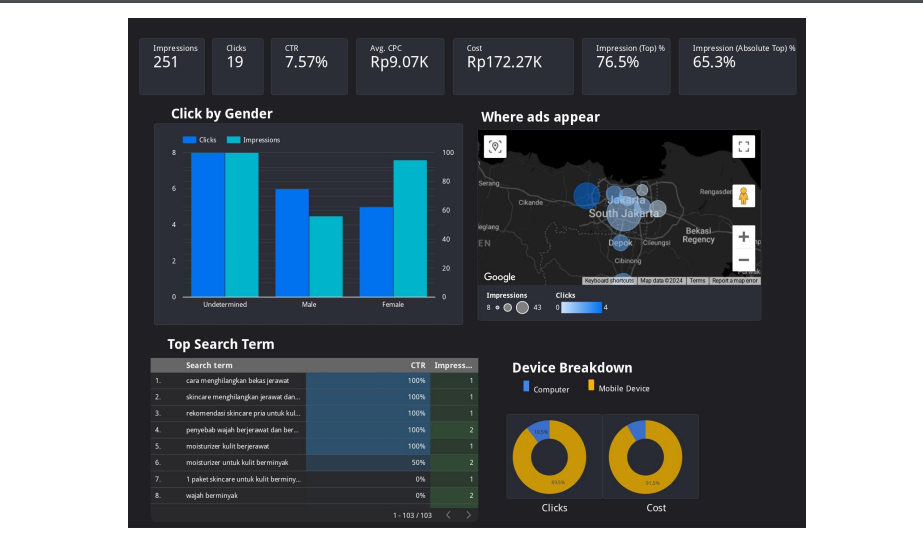 Impressions
251
Clicks
19
CTR
7.57%
Avg. CPC
Rp9.07K
Cost
Rp172.27K
Impression (Top) %
76.5%
Impression (Absolute Top) %
65.3%
Click by Gender
Clicks Impressions
8 100
80
6
60
4
40
2
20
0 0
Undetermined Male Female
Where ads appear
Serang
Cikande
Jakarta
South Jakarta
Rengasden
eglang
EN
Depok
Cileungsi
Bekasi
Regency
Cibinong
Google
Keyboard shortcuts Map data ©2024 Terms Report a map error
Impressions Clicks
8 43 0 4
Top Search Term
Search term CTR Impress...
1. cara menghilangkan bekas jerawat 100% 1
2. skincare menghilangkan jerawat dan... 100% 1
3. rekomendasi skincare pria untuk kul... 100% 1
4. penyebab wajah berjerawat dan ber... 100% 2
5. moisturizer kulit berjerawat 100% 1
6. moisturizer untuk kulit berminyak 50% 2
7. 1 paket skincare untuk kulit berminy... 0% 1
8. wajah berminyak 0% 2
1 - 103 / 103
Device Breakdown
Computer Mobile Device
10.5%
89.5%
91.5%
Clicks Cost